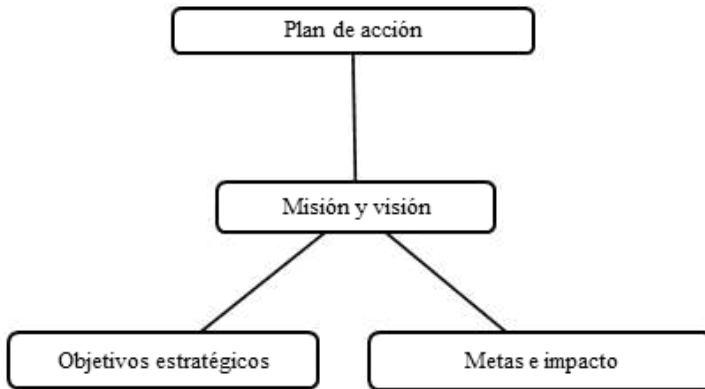 Plan de acción
Misión y visión
Objetivos estratégicos
Metas e impacto